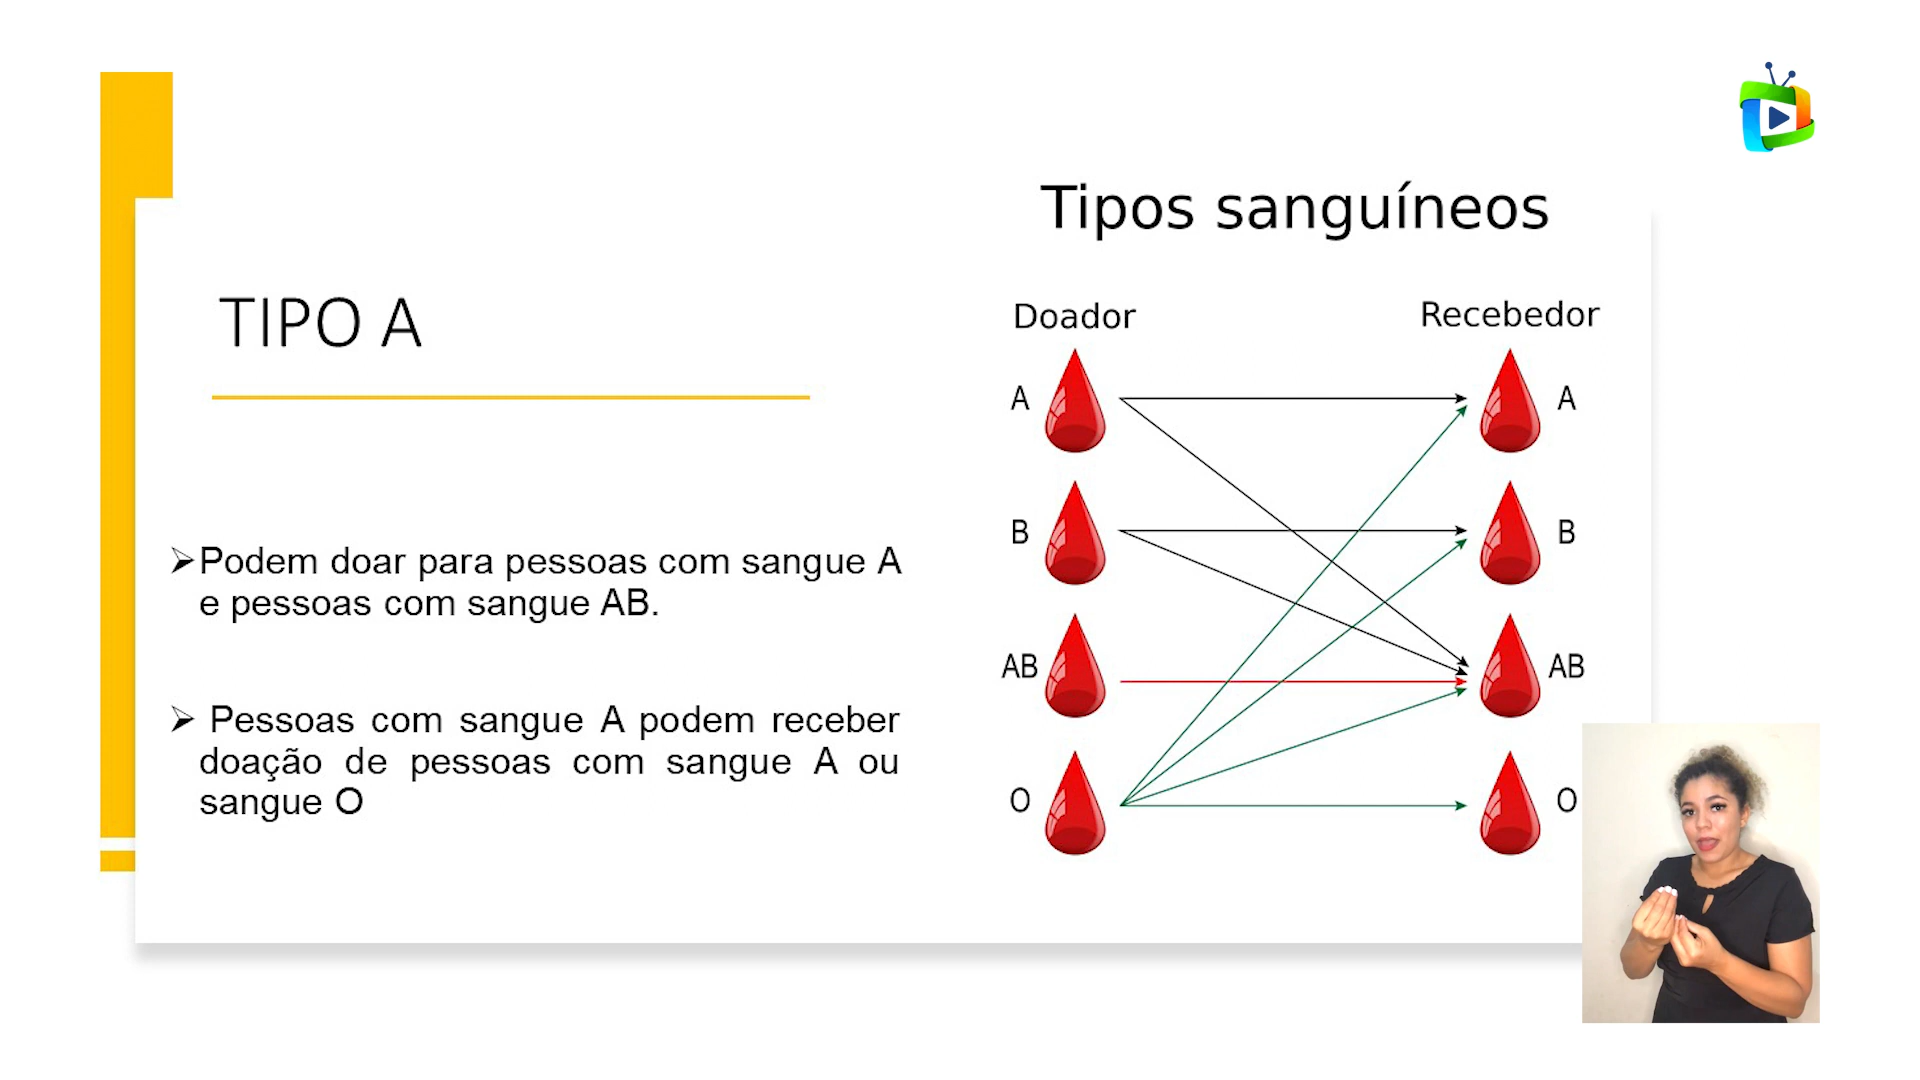 Tipos sanguíneos
TIPO A
Doador
Recebedor
A
A
B
B
➢Podem doar para pessoas com sangue A
e pessoas com sangue AB.
AB
AB
➢ Pessoas com sangue A podem receber
doação de pessoas com sangue A ou
sangue O
O
O